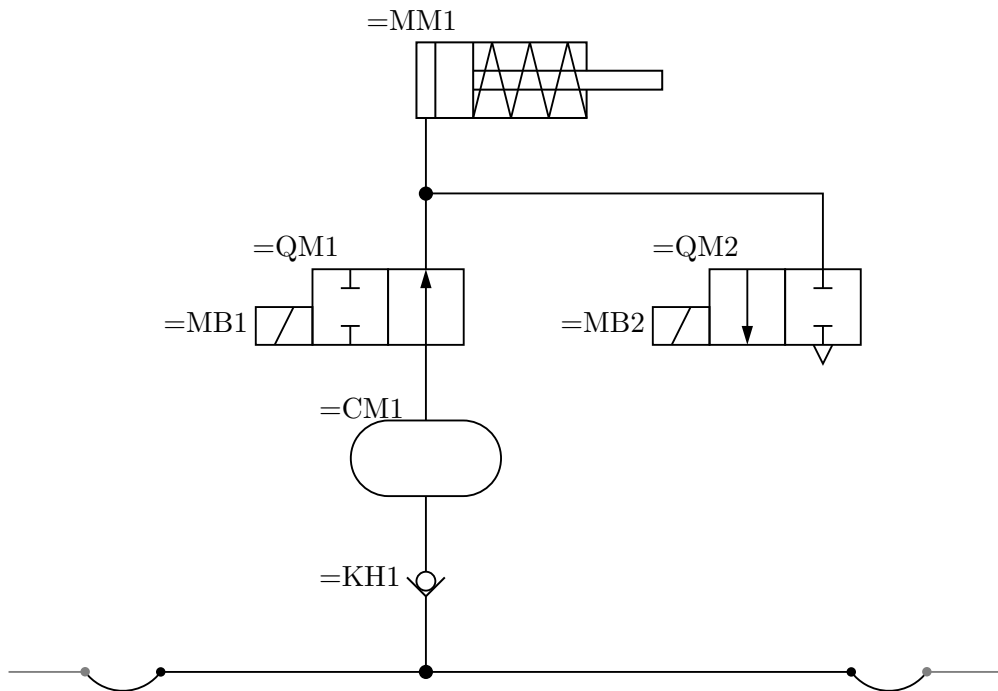 =MM1
=QM1
=QM2
=MB1
=MB2
=CM1
=KH1